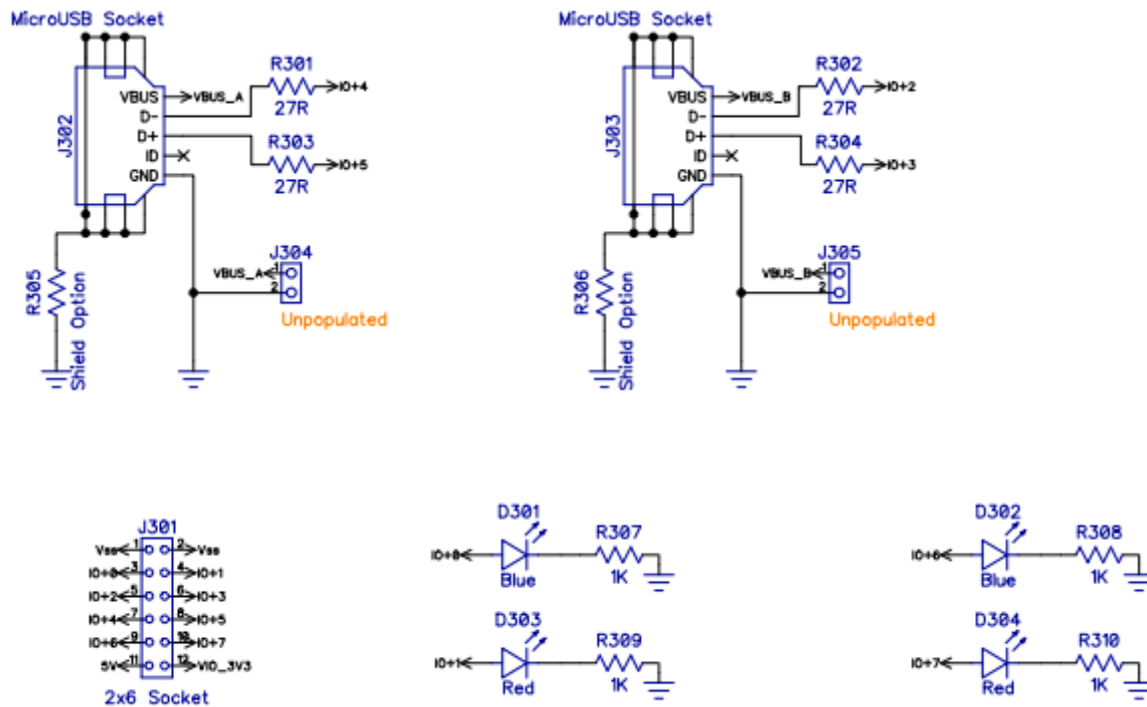 MicroUSB Socket
J302
VBUS
D-
D+
ID
GND
VBUS_A
R301
27R
IO+4
R303
27R
IO+5
R305
Shield Option
J304
VBUS_A
1
2
Unpopulated
MicroUSB Socket
J303
VBUS
D-
D+
ID
GND
VBUS_B
R302
27R
IO+2
R304
27R
IO+3
R306
Shield Option
J305
VBUS_B
1
2
Unpopulated
J301
Vss 1 2 Vss
IO+0 3 4 IO+1
IO+2 5 6 IO+3
IO+4 7 8 IO+5
IO+6 9 10 IO+7
5V 11 12 VIO_3V3
2x6 Socket
D301
IO+0
Blue
R307
1K
D303
IO+1
Red
R309
1K
D302
IO+6
Blue
R308
1K
D304
IO+7
Red
R310
1K